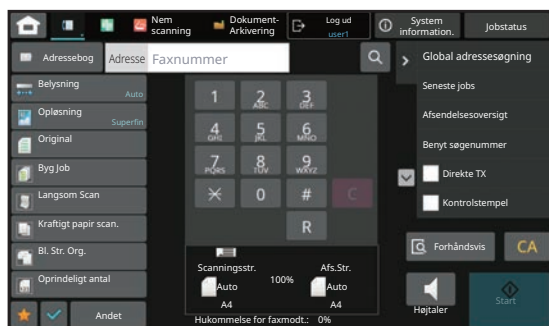 Nem scanning
Dokument-Arkivering
Log ud
user1
System information.
Jobstatus
Adressebog
Adresse
Faxnummer
Global adressesøgning
Belysning
Auto
Opløsning
Superfin
Original
Byg Job
Langsom Scan
Kraftigt papir scan.
Bl. Str. Org.
Oprindeligt antal
Andet
1
2 ABC
3 DEF
4 GHI
5 JKL
6 MNO
7 PQRS
8 TUV
9 WXYZ
0
#
C
R
Scanningsstr.
Auto
A4
100%
Afs.Str.
Auto
A4
Hukommelse for faxmodt.: 0%
Seneste jobs
Afsendelsesoversigt
Benyt søgenummer
Direkte TX
Kontrolstempel
Forhåndsvis
CA
Højtaler
Start